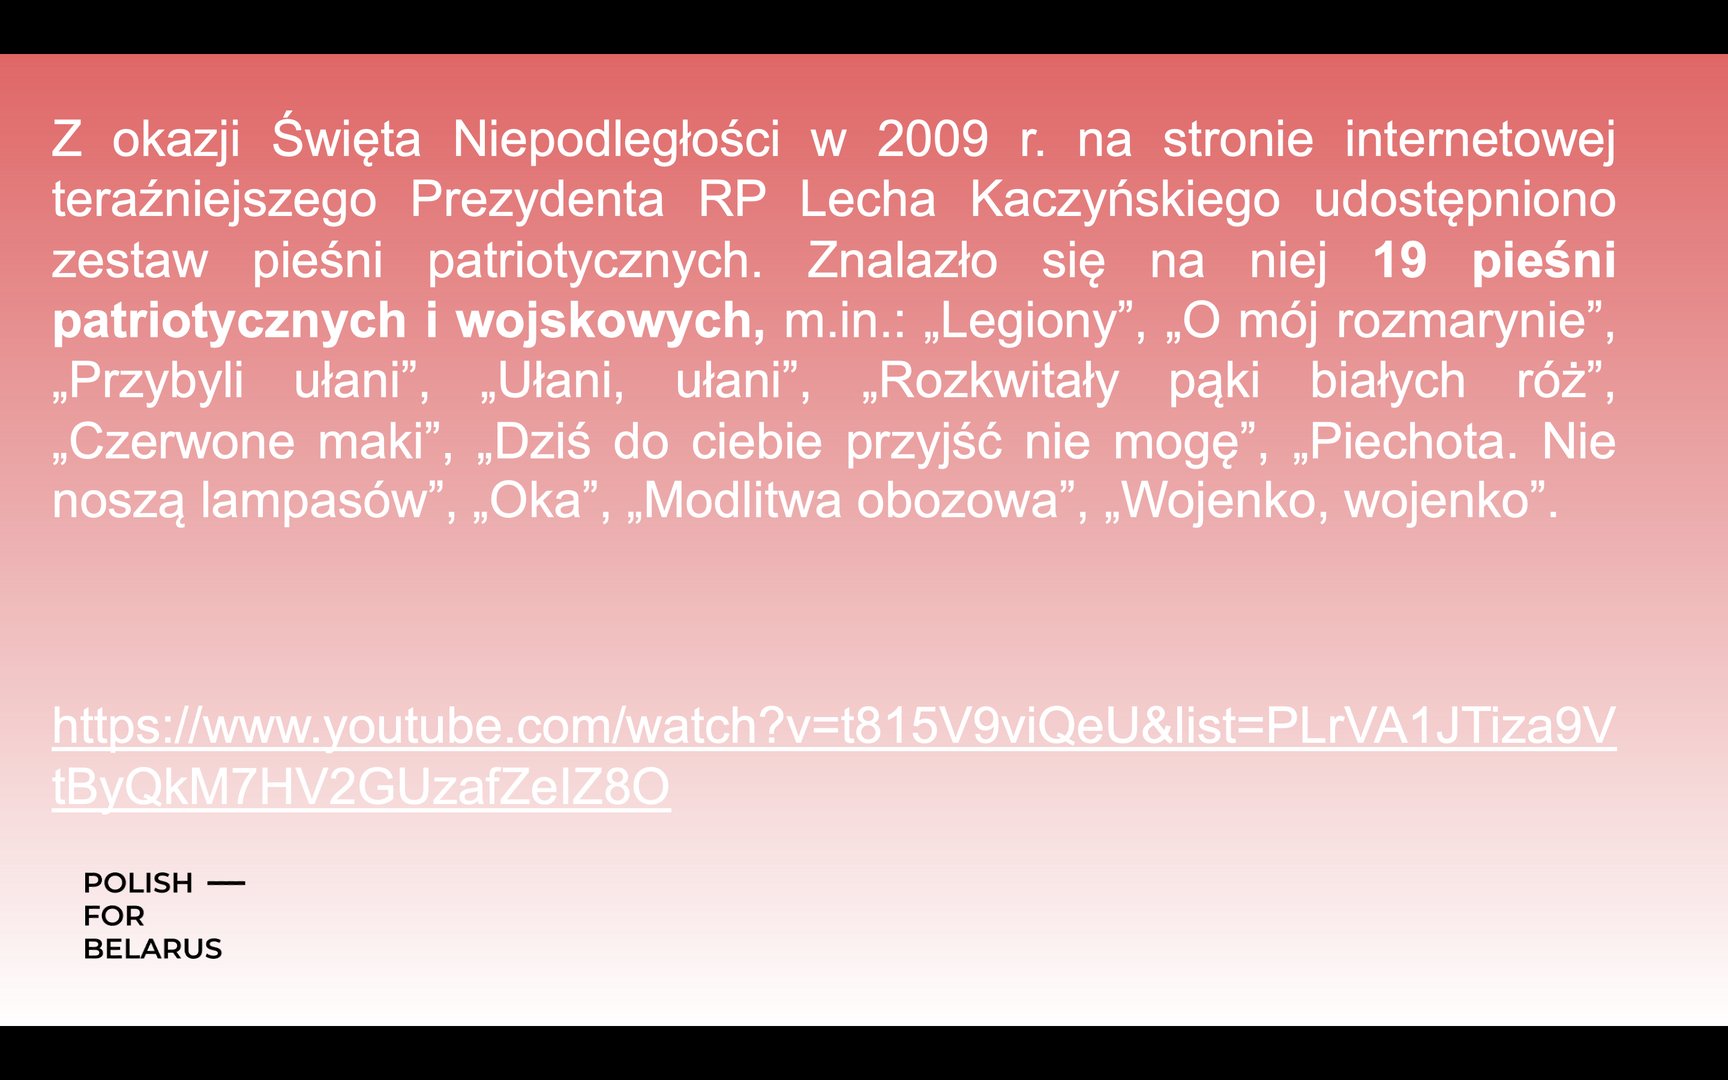 Z okazji Święta Niepodległości w 2009 r. na stronie internetowej
teraźniejszego Prezydenta RP Lecha Kaczyńskiego udostępniono
zestaw pieśni patriotycznych. Znalazło się na niej 19 pieśni
patriotycznych i wojskowych, m.in.: „Legiony”, „O mój rozmarynie”,
„Przybyli ułani”, „Ułani, ułani”, „Rozkwitały pąki białych róż”,
„Czerwone maki”, „Dziś do ciebie przyjść nie mogę”, „Piechota. Nie
noszą lampasów”, „Oka”, „Modlitwa obozowa”, „Wojenko, wojenko”.
https://www.youtube.com/watch?v=t815V9viQeU&list=PLrVA1JTiza9V
tByQkM7HV2GUzafZeIZ8O
POLISH —
FOR
BELARUS